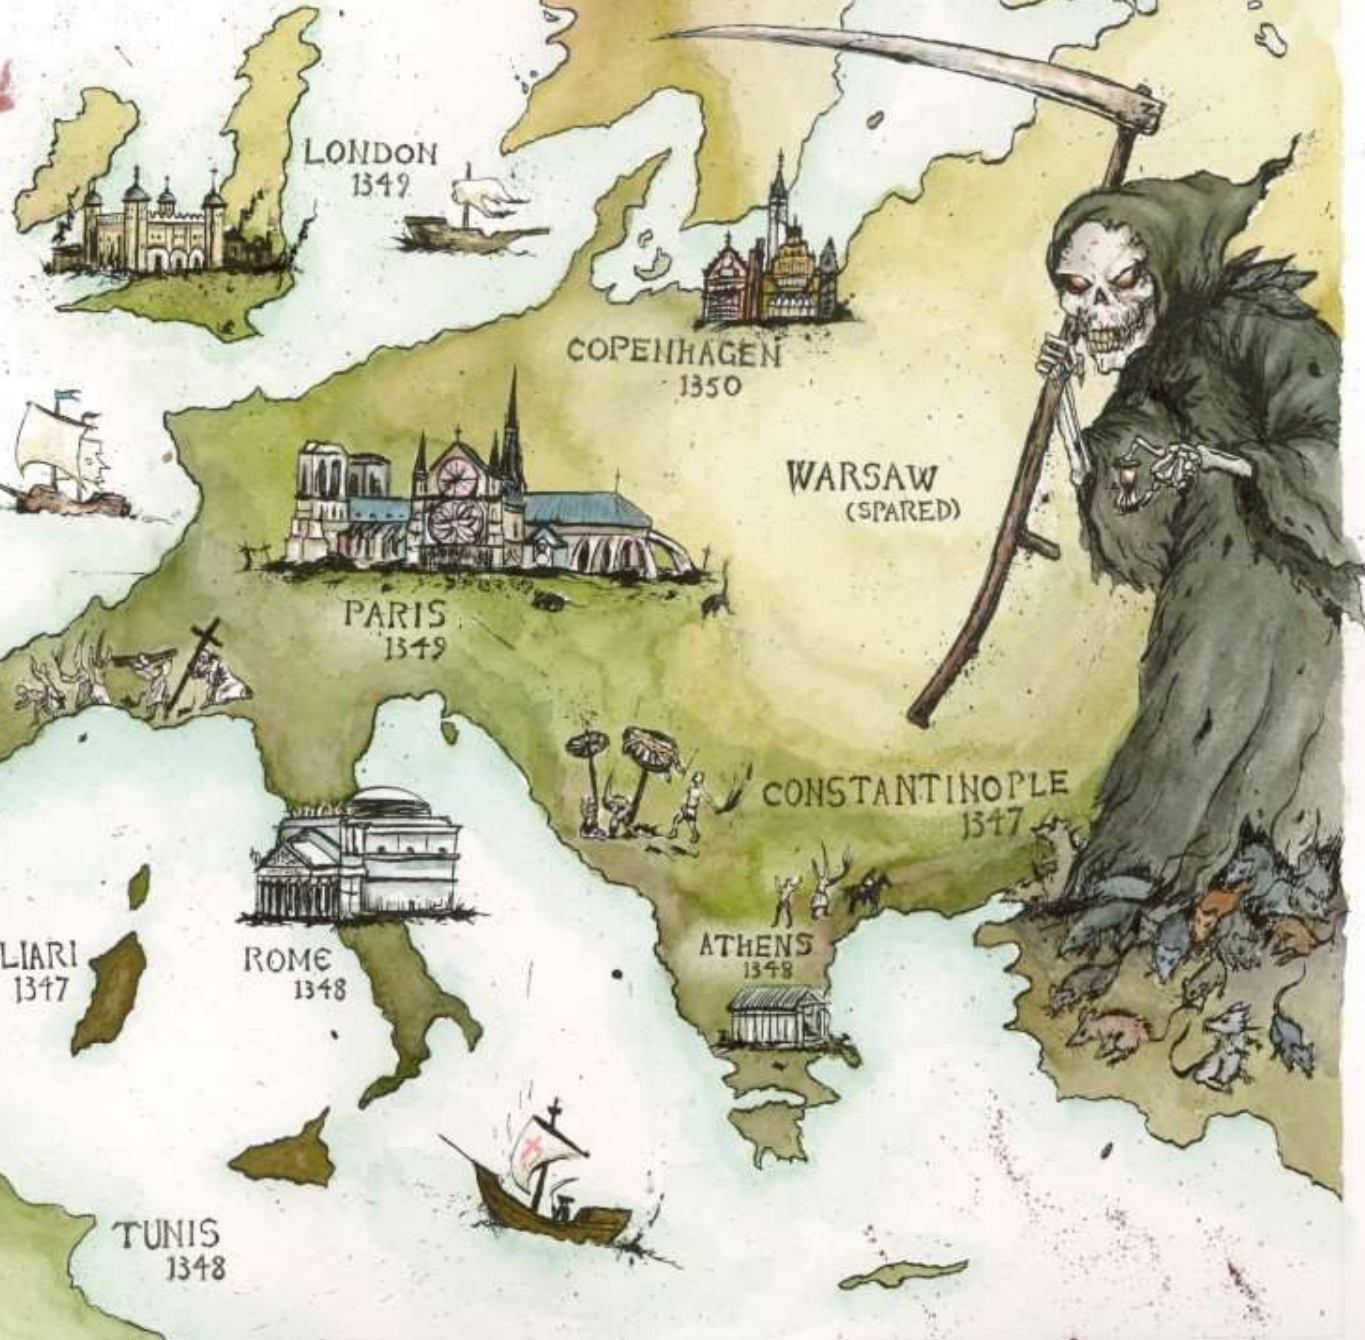 LONDON
1349
COPENHAGEN
1350
WARSAW
(SPARED)
PARIS
1349
CONSTANTINOPLE
1347
ATHENS
1348
LIARI
1347
ROME
1348
TUNIS
1348